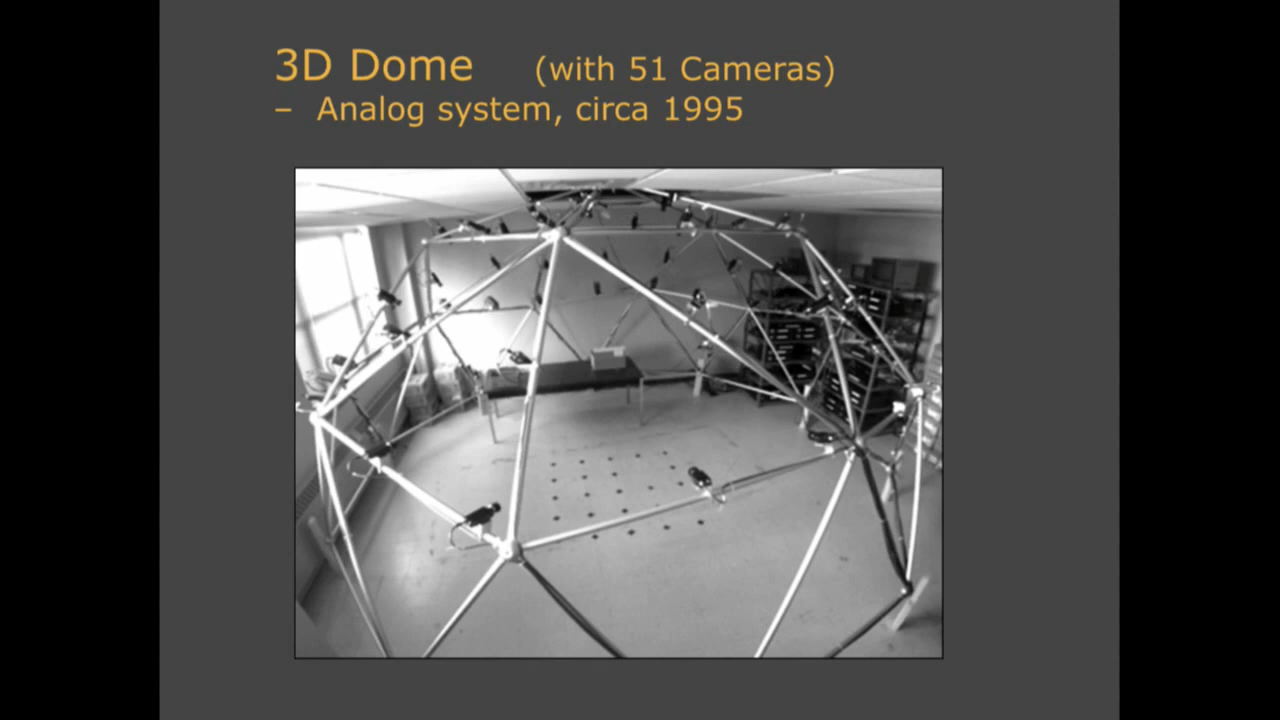 3D Dome (with 51 Cameras)
– Analog system, circa 1995